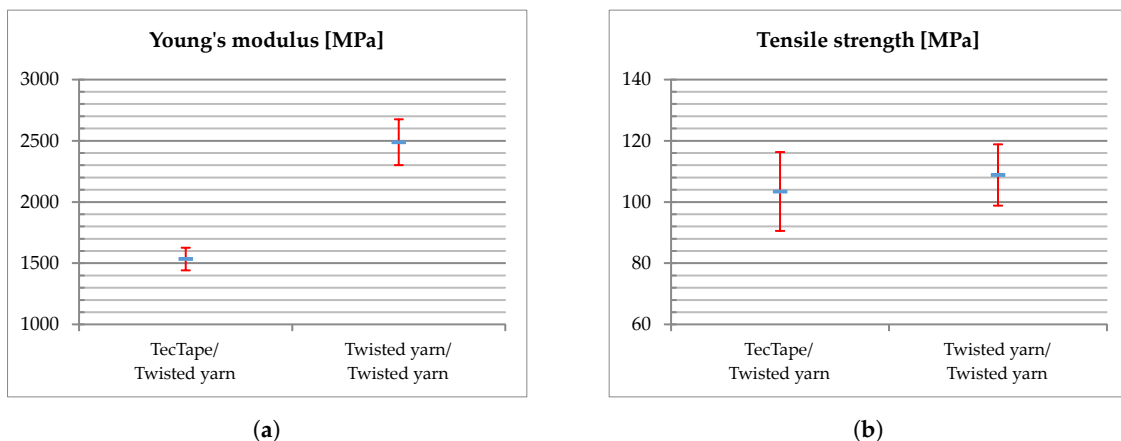 Young's modulus [MPa]
3000
2500
2000
1500
1000
TecTape/
Twisted yarn
Twisted yarn/
Twisted yarn
(a)
Tensile strength [MPa]
140
120
100
80
60
TecTape/
Twisted yarn
Twisted yarn/
Twisted yarn
(b)